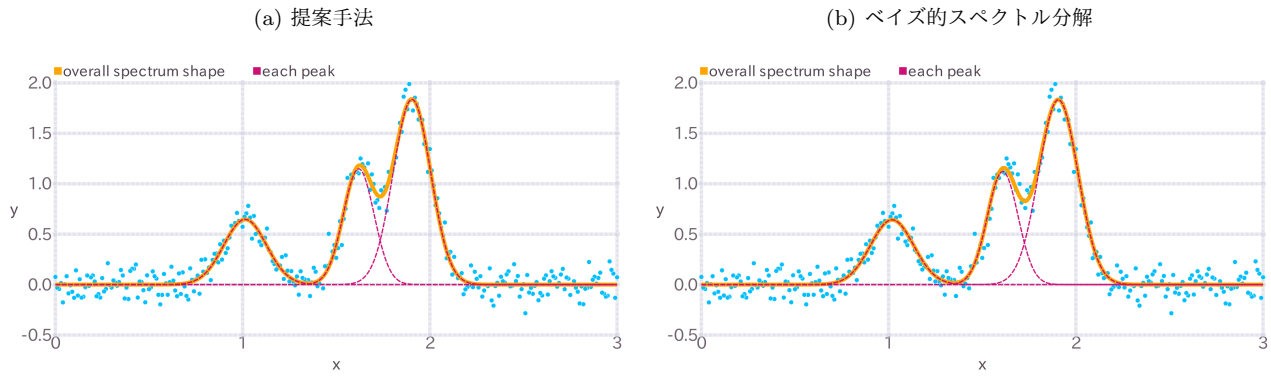 (a) 提案手法
overall spectrum shape each peak
2.0
1.5
1.0
0.5
0.0
-0.5
y
0 1 2 3
x
(b) ベイズ的スペクトル分解
overall spectrum shape each peak
2.0
1.5
1.0
0.5
0.0
-0.5
y
0 1 2 3
x